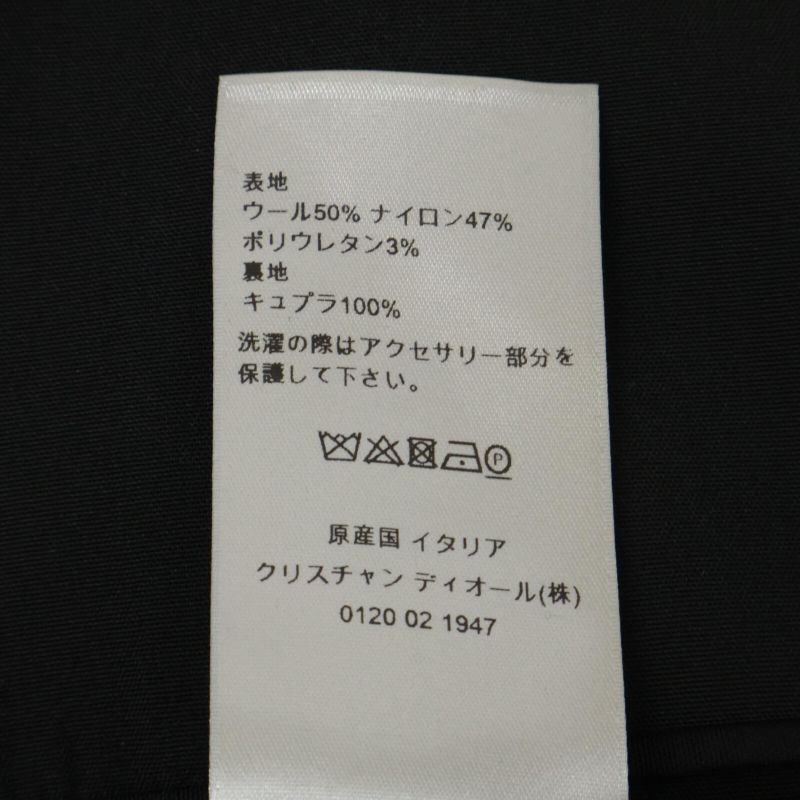 表地
ウール50% ナイロン47%
ポリウレタン3%
裏地
キュプラ100%
洗濯の際はアクセサリー部分を
保護して下さい。
P
原産国 イタリア
クリスチャン ディオール(株)
0120 02 1947